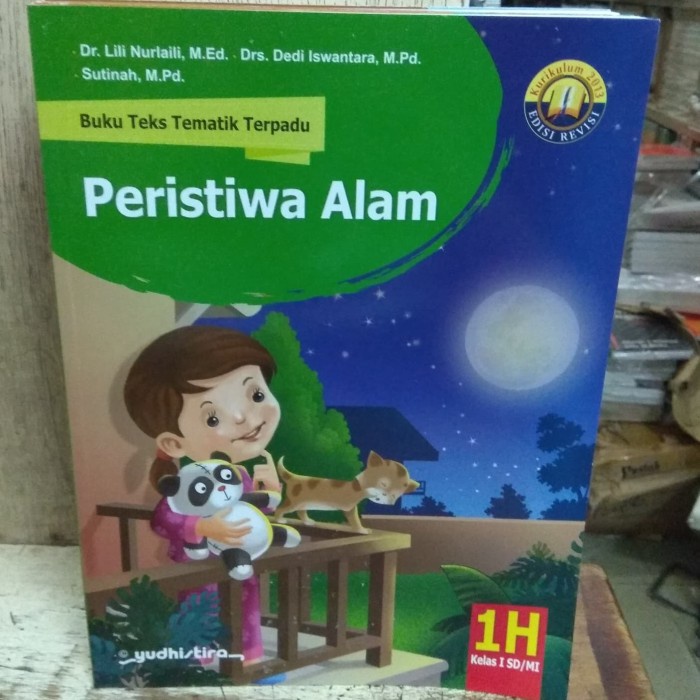 Dr. Lili Nurlaili, M.Ed. Drs. Dedi Iswantara, M.Pd.
Sutinah, M.Pd.
Kurikulum 2013
EDISI REVISI
Buku Teks Tematik Terpadu
Peristiwa Alam
yudhistira
1H
Kelas I SD/MI